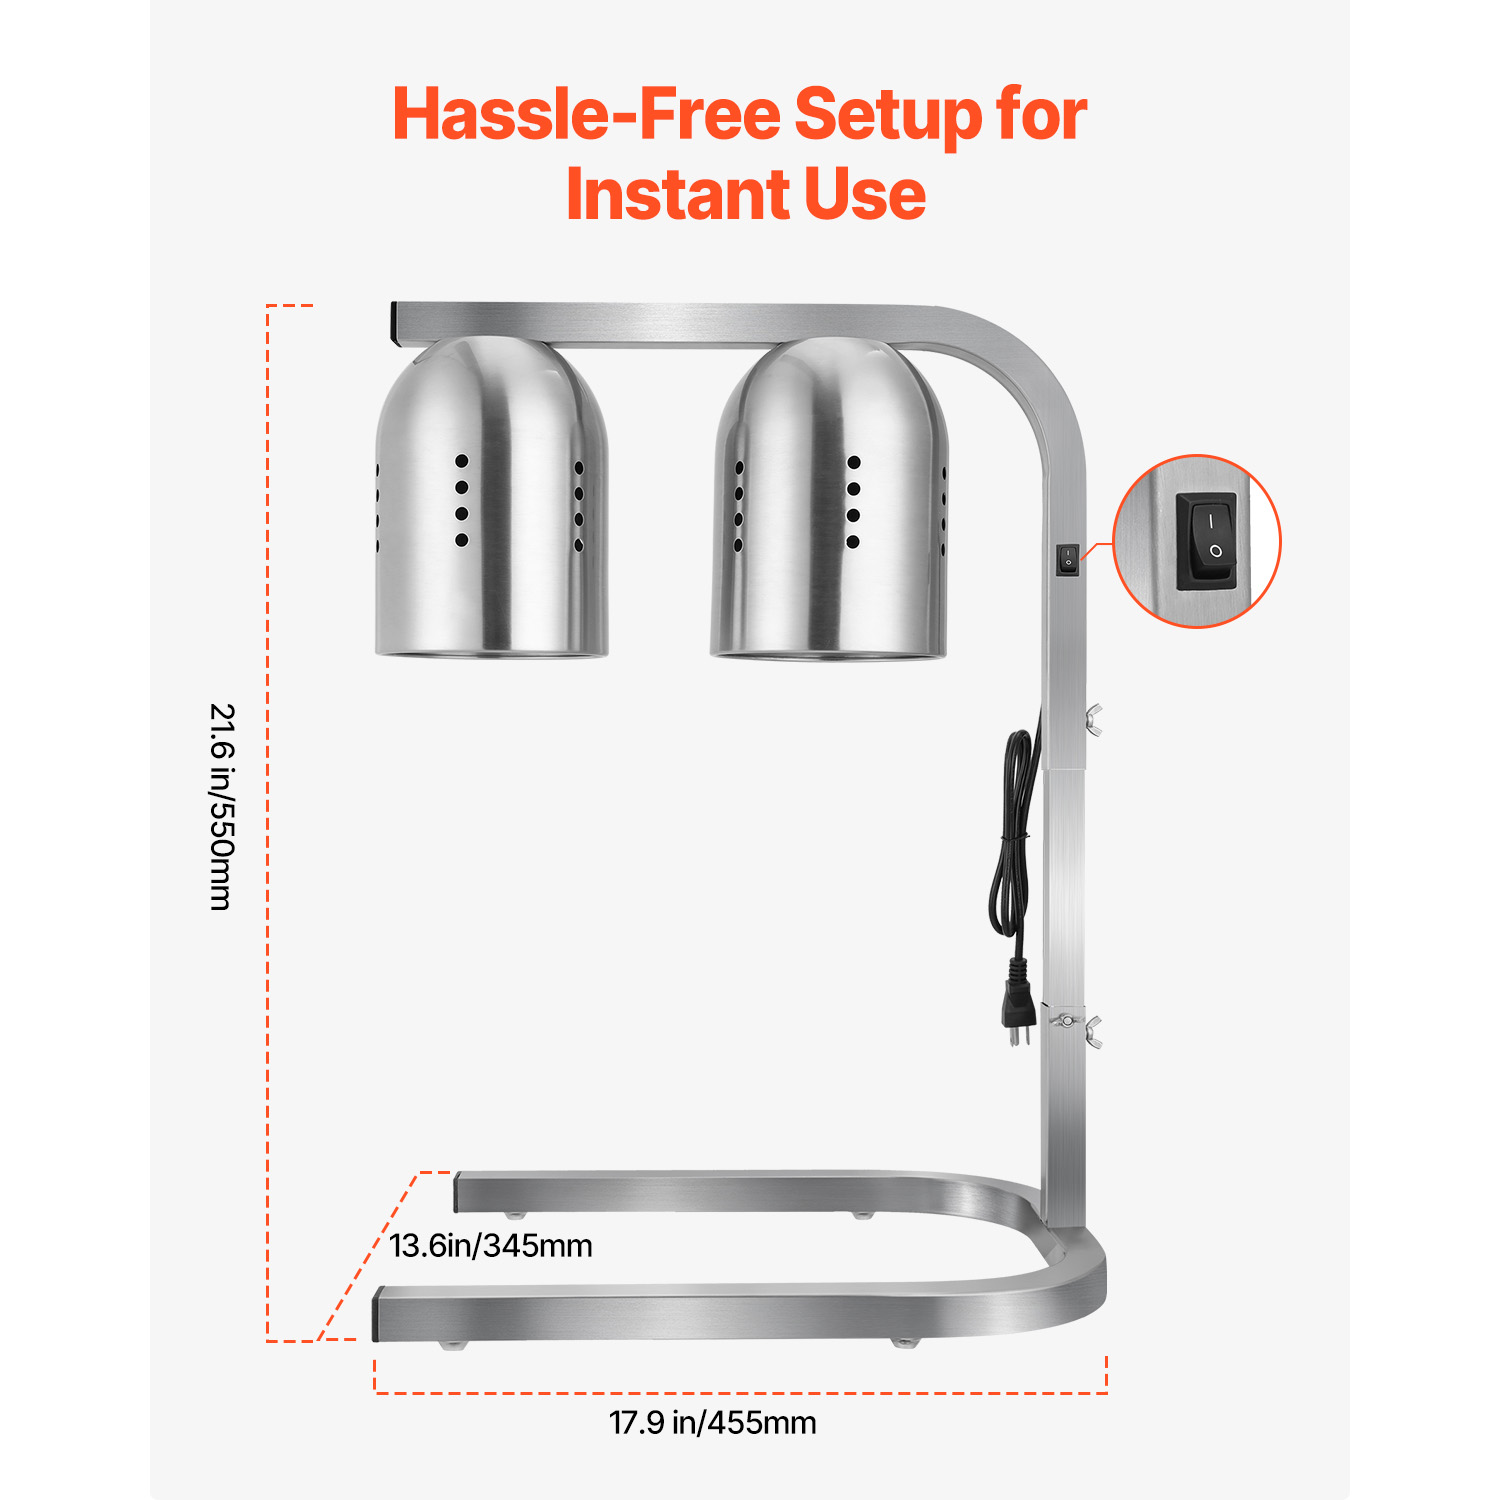 Hassle-Free Setup for
Instant Use
21.6 in/550mm
13.6in/345mm
17.9 in/455mm